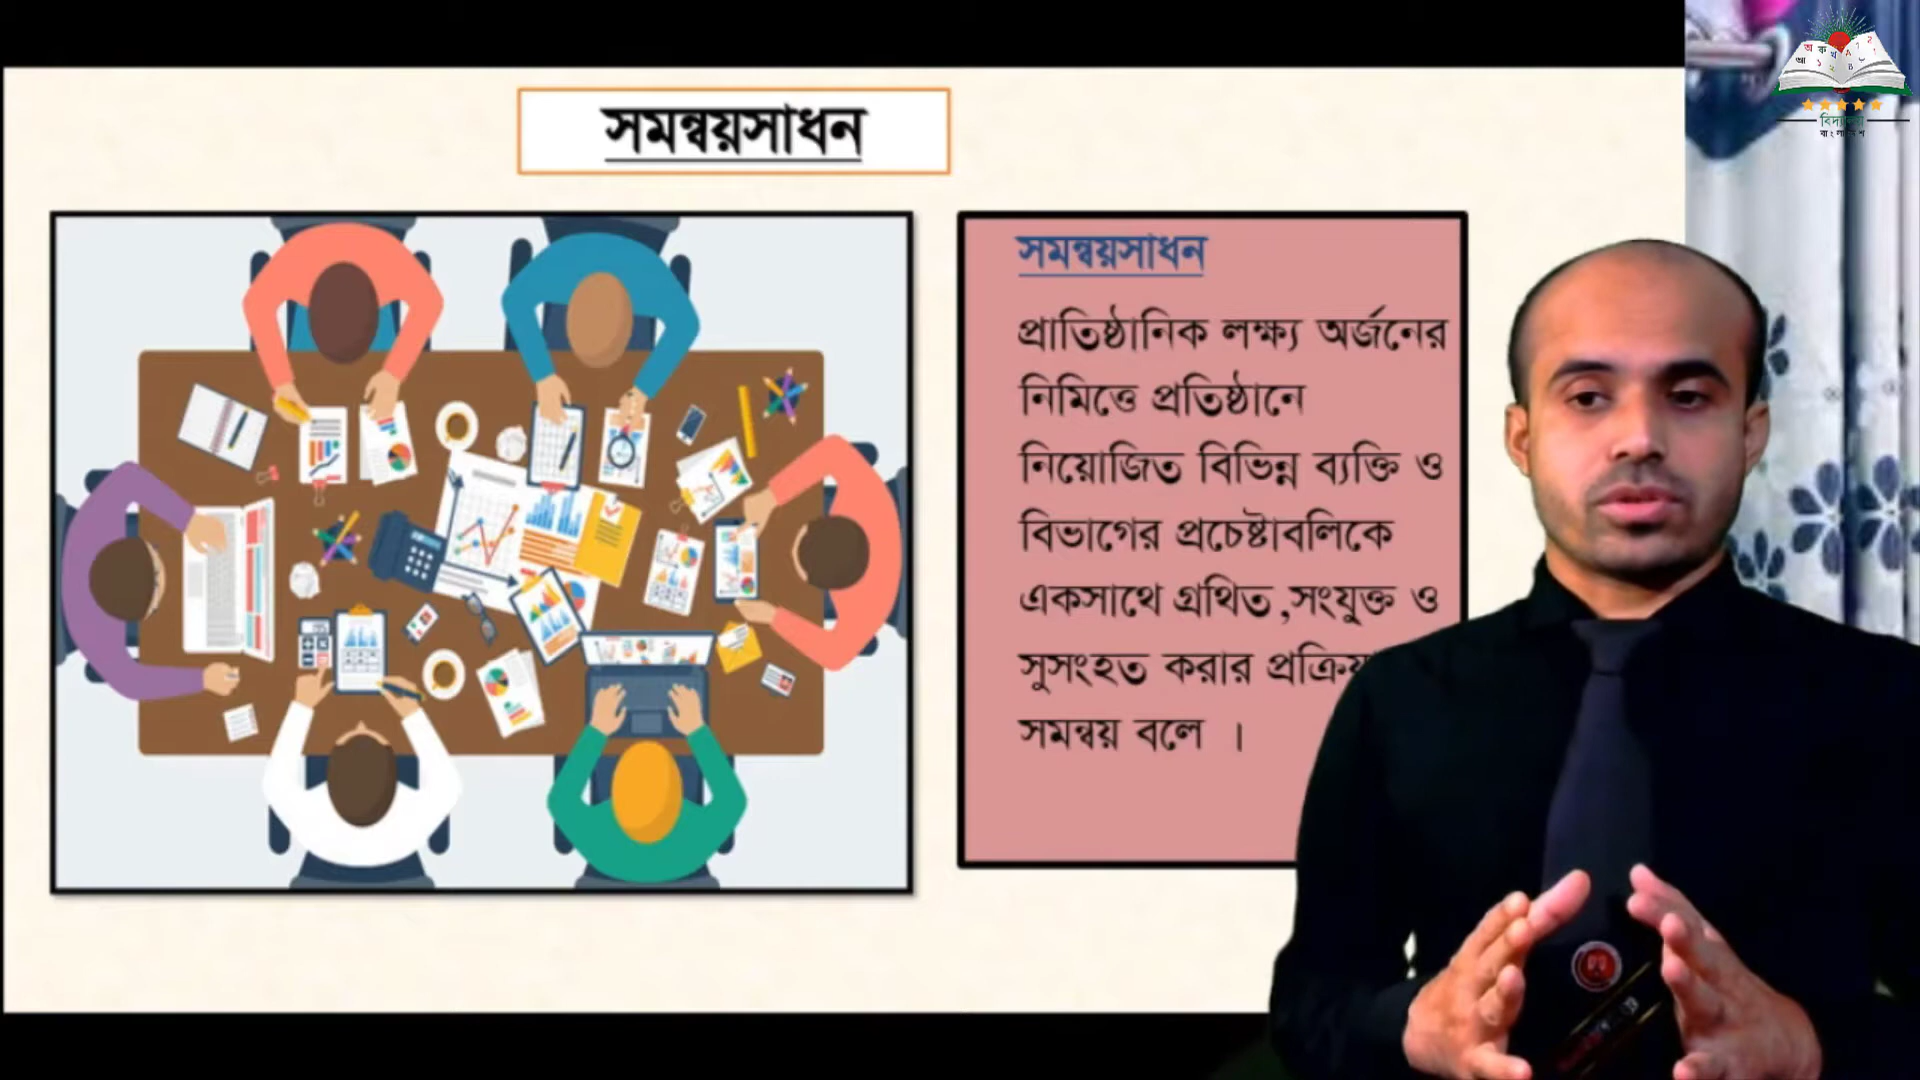 সমন্বয়সাধন
সমন্বয়সাধন
প্রাতিষ্ঠানিক লক্ষ্য অর্জনের
নিমিত্তে প্রতিষ্ঠানে
নিয়োজিত বিভিন্ন ব্যক্তি ও
বিভাগের প্রচেষ্টাবলিকে
একসাথে গ্রথিত,সংযুক্ত ও
সুসংহত করার
সমন্বয় বলে ।